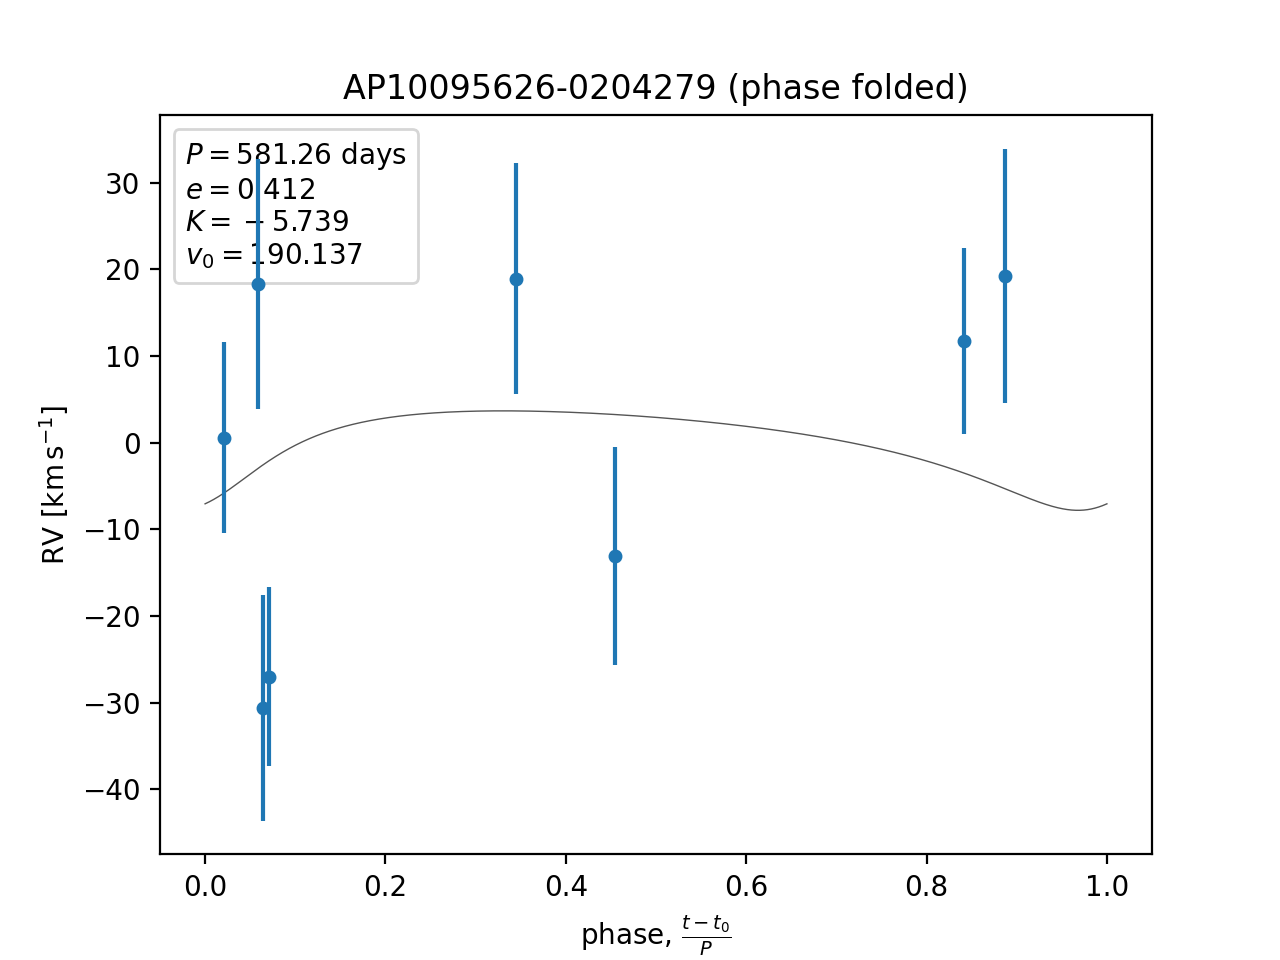 AP10095626-0204279 (phase folded)
P = 581.26 days
e = 0.412
K = −5.739
v₀ = 190.137
RV [km s⁻¹]
30
20
10
0
−10
−20
−30
−40
0.0 0.2 0.4 0.6 0.8 1.0
phase, (t − t₀)/P